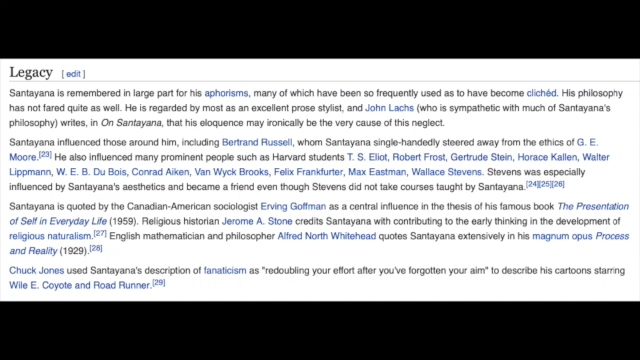 Legacy [ edit ]
Santayana is remembered in large part for his aphorisms, many of which have been so frequently used as to have become clichéd. His philosophy
has not fared quite as well. He is regarded by most as an excellent prose stylist, and John Lachs (who is sympathetic with much of Santayana's
philosophy) writes, in On Santayana, that his eloquence may ironically be the very cause of this neglect.
Santayana influenced those around him, including Bertrand Russell, whom Santayana single-handedly steered away from the ethics of G. E.
Moore.[23] He also influenced many prominent people such as Harvard students T. S. Eliot, Robert Frost, Gertrude Stein, Horace Kallen, Walter
Lippmann, W. E. B. Du Bois, Conrad Aiken, Van Wyck Brooks, Felix Frankfurter, Max Eastman, Wallace Stevens. Stevens was especially
influenced by Santayana's aesthetics and became a friend even though Stevens did not take courses taught by Santayana.[24][25][26]
Santayana is quoted by the Canadian-American sociologist Erving Goffman as a central influence in the thesis of his famous book The Presentation
of Self in Everyday Life (1959). Religious historian Jerome A. Stone credits Santayana with contributing to the early thinking in the development of
religious naturalism.[27] English mathematician and philosopher Alfred North Whitehead quotes Santayana extensively in his magnum opus Process
and Reality (1929).[28]
Chuck Jones used Santayana's description of fanaticism as "redoubling your effort after you've forgotten your aim" to describe his cartoons starring
Wile E. Coyote and Road Runner.[29]